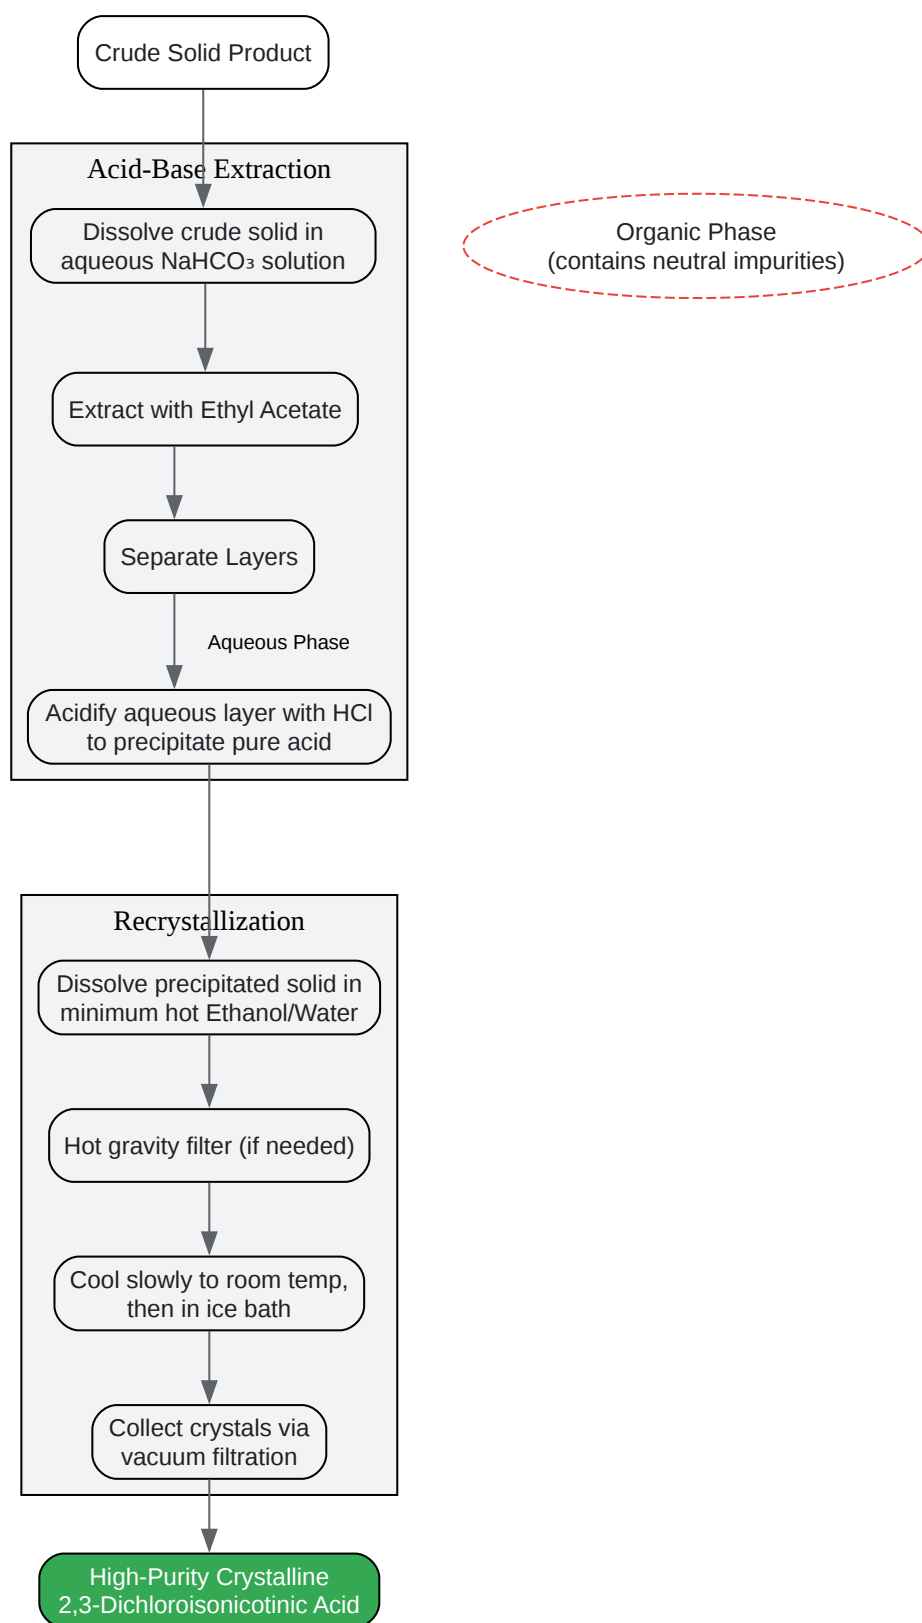 Crude Solid Product
Acid-Base Extraction
Dissolve crude solid in
aqueous NaHCO₃ solution
Organic Phase
(contains neutral impurities)
Extract with Ethyl Acetate
Separate Layers
Aqueous Phase
Acidify aqueous layer with HCl
to precipitate pure acid
Recrystallization
Dissolve precipitated solid in
minimum hot Ethanol/Water
Hot gravity filter (if needed)
Cool slowly to room temp,
then in ice bath
Collect crystals via
vacuum filtration
High-Purity Crystalline
2,3-Dichloroisonicotinic Acid